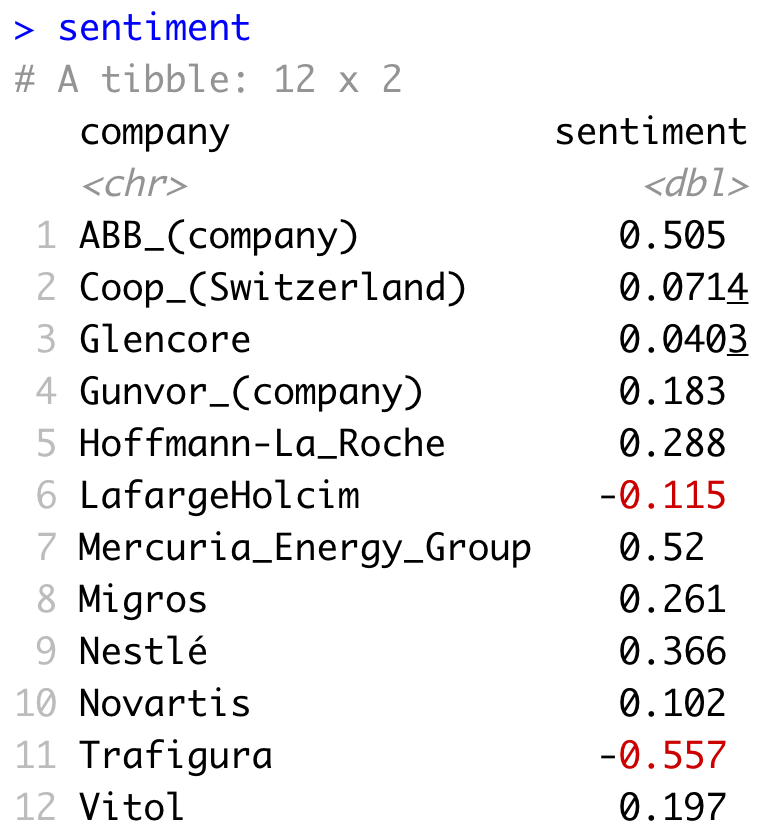 > sentiment
# A tibble: 12 x 2
   company               sentiment
   <chr>                     <dbl>
 1 ABB_(company)            0.505
 2 Coop_(Switzerland)       0.0714
 3 Glencore                 0.0403
 4 Gunvor_(company)         0.183
 5 Hoffmann-La_Roche        0.288
 6 LafargeHolcim           -0.115
 7 Mercuria_Energy_Group    0.52
 8 Migros                   0.261
 9 Nestlé                   0.366
10 Novartis                 0.102
11 Trafigura               -0.557
12 Vitol                    0.197